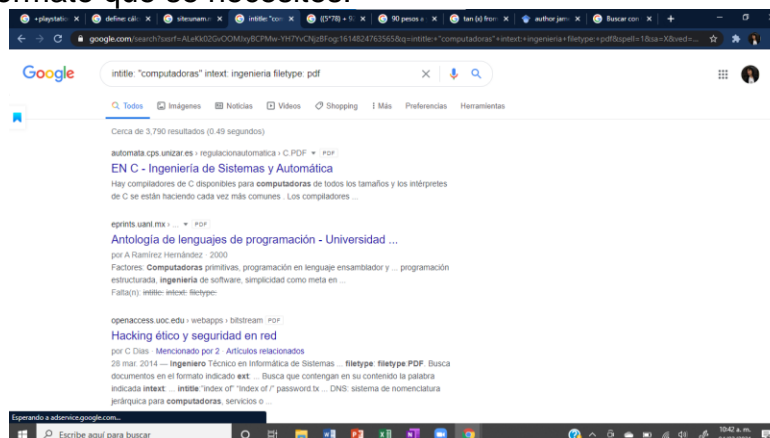 formato que se necesites.
+playstatio
define: cálc
site:unam.
intitle:"com
((5*78) + 5
90 pesos a
tan (x) from
author jam
Buscar con
google.com/search?sxsrf=ALeKk02GvOOMJxyBCPMw-YH7YvCNjzBFog:1614824763565&q=intitle:+"computadoras"+intext:+ingenieria+filetype:+pdf&spell=1&sa=X&ved=...
Google
intitle: "computadoras" intext: ingenieria filetype: pdf
Todos Imágenes Noticias Videos Shopping Más Preferencias Herramientas
Cerca de 3,790 resultados (0.49 segundos)
automata.cps.unizar.es › regulacionautomatica › C.PDF PDF
EN C - Ingeniería de Sistemas y Automática
Hay compiladores de C disponibles para computadoras de todos los tamaños y los intérpretes
de C se están haciendo cada vez más comunes . Los compiladores ...
eprints.uanl.mx › ... PDF
Antología de lenguajes de programación - Universidad ...
por A Ramírez Hernández · 2000
Factores: Computadoras primitivas, programación en lenguaje ensamblador y ... programación
estructurada, ingeniería de software, simplicidad como meta en ...
Falta(n): intitle: intext: filetype:
openaccess.uoc.edu › webapps › bitstream PDF
Hacking ético y seguridad en red
por C Dias · Mencionado por 2 · Artículos relacionados
28 mar. 2014 — Ingeniero Técnico en Informática de Sistemas ... filetype: filetype:PDF. Busca
documentos en el formato indicado ext: ... Busca que contengan en su contenido la palabra
indicada intext: ... intitle:"index of" "Index of /" password.tx ... DNS: sistema de nomenclatura
jerárquica para computadoras, servicios o ...
Esperando a adservice.google.com...
Escribe aquí para buscar
10:42 a. m.